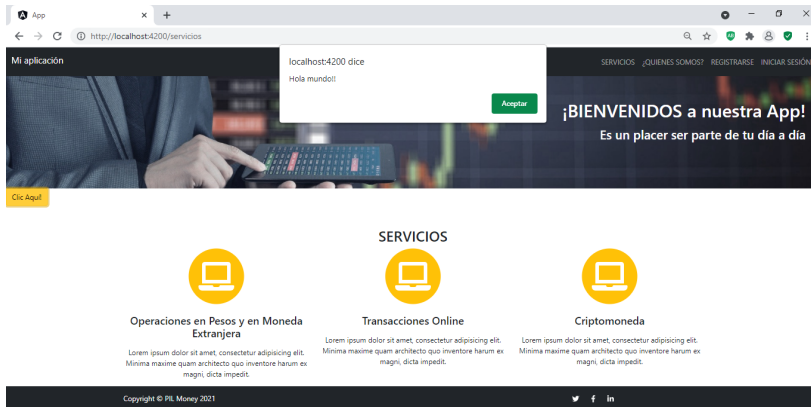 App
http://localhost:4200/servicios
Mi aplicación
SERVICIOS ¿QUIENES SOMOS? REGISTRARSE INICIAR SESIÓN
localhost:4200 dice
Hola mundo!!
Aceptar
¡BIENVENIDOS a nuestra App!
Es un placer ser parte de tu día a día
Clic Aquí!
SERVICIOS
Operaciones en Pesos y en Moneda
Extranjera
Lorem ipsum dolor sit amet, consectetur adipisicing elit.
Minima maxime quam architecto quo inventore harum ex
magni, dicta impedit.
Transacciones Online
Lorem ipsum dolor sit amet, consectetur adipisicing elit.
Minima maxime quam architecto quo inventore harum ex
magni, dicta impedit.
Criptomoneda
Lorem ipsum dolor sit amet, consectetur adipisicing elit.
Minima maxime quam architecto quo inventore harum ex
magni, dicta impedit.
Copyright © PIL Money 2021